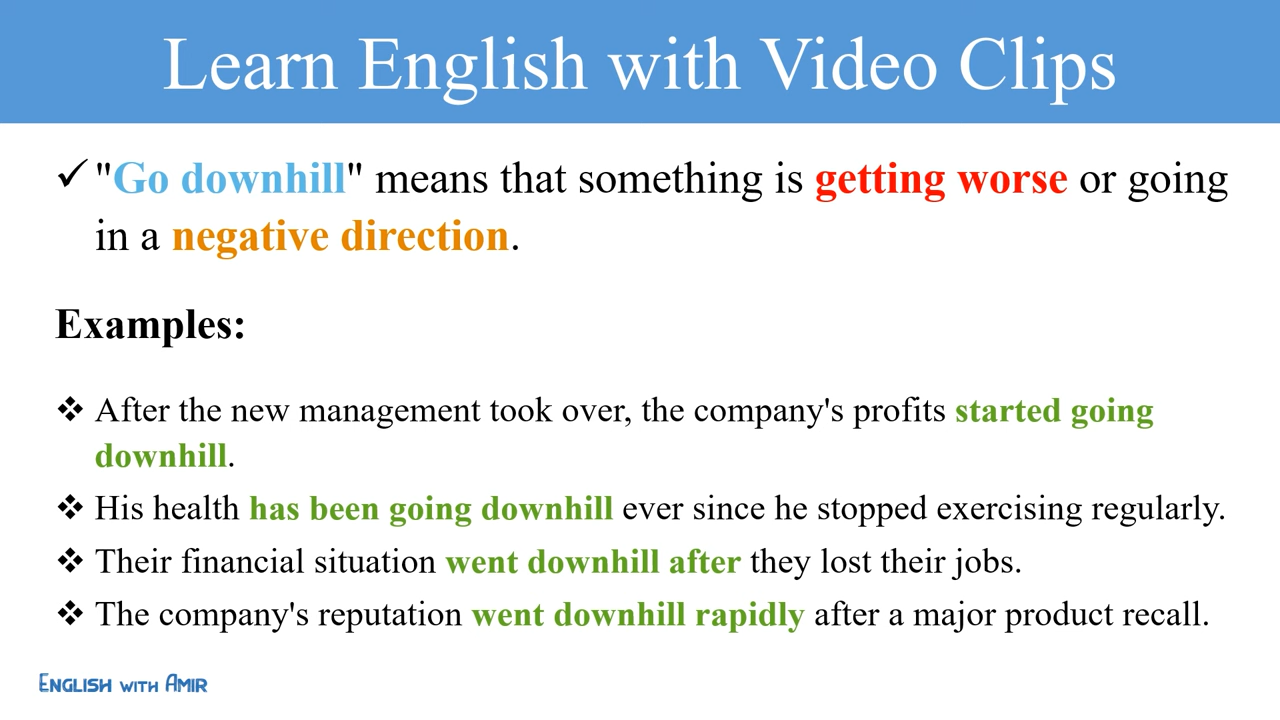 Learn English with Video Clips
✓ "Go downhill" means that something is getting worse or going
in a negative direction.
Examples:
❖ After the new management took over, the company's profits started going
downhill.
❖ His health has been going downhill ever since he stopped exercising regularly.
❖ Their financial situation went downhill after they lost their jobs.
❖ The company's reputation went downhill rapidly after a major product recall.
ENGLISH WITH AMIR